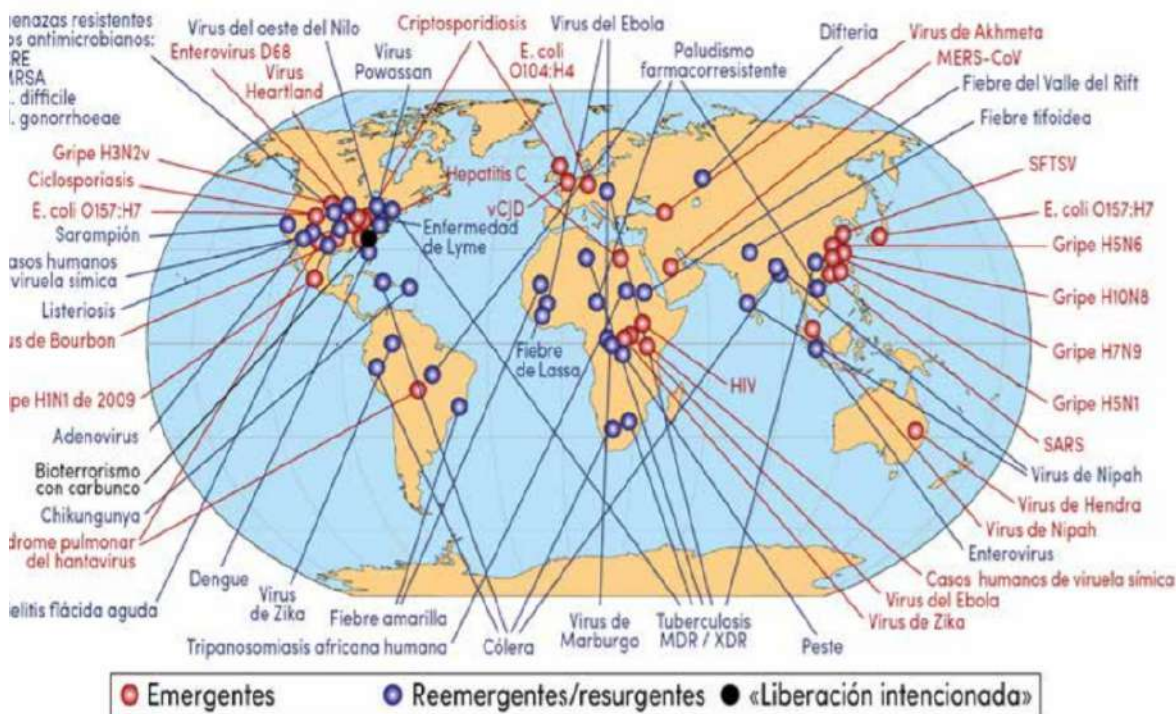 enazas resistentes
os antimicrobianos:
RE
MRSA
. difficile
. gonorrhoeae
Virus del oeste del Nilo
Enterovirus D68
Virus
Heartland
Virus
Powassan
Criptosporidiosis
E. coli
O104:H4
Virus del Ebola
Paludismo
farmacorresistente
Difteria
Virus de Akhmeta
MERS-CoV
Fiebre del Valle del Rift
Fiebre tifoidea
SFTSV
E. coli O157:H7
Gripe H5N6
Gripe H10N8
Gripe H7N9
Gripe H5N1
SARS
Virus de Nipah
Virus de Hendra
Virus de Nipah
Enterovirus
Casos humanos de viruela símica
Virus del Ebola
Virus de Zika
Gripe H3N2v
Ciclosporiasis
E. coli O157:H7
Sarampión
asos humanos
viruela símica
Listeriosis
us de Bourbon
pe H1N1 de 2009
Adenovirus
Bioterrorismo
con carbunco
Chikungunya
drome pulmonar
del hantavirus
elitis flácida aguda
Hepatitis C
vCJD
Enfermedad
de Lyme
Fiebre
de Lassa
HIV
Dengue
Virus
de Zika
Fiebre amarilla
Tripanosomiasis africana humana
Cólera
Virus de
Marburgo
Tuberculosis
MDR / XDR
Peste
Emergentes
Reemergentes/resurgentes
«Liberación intencionada»